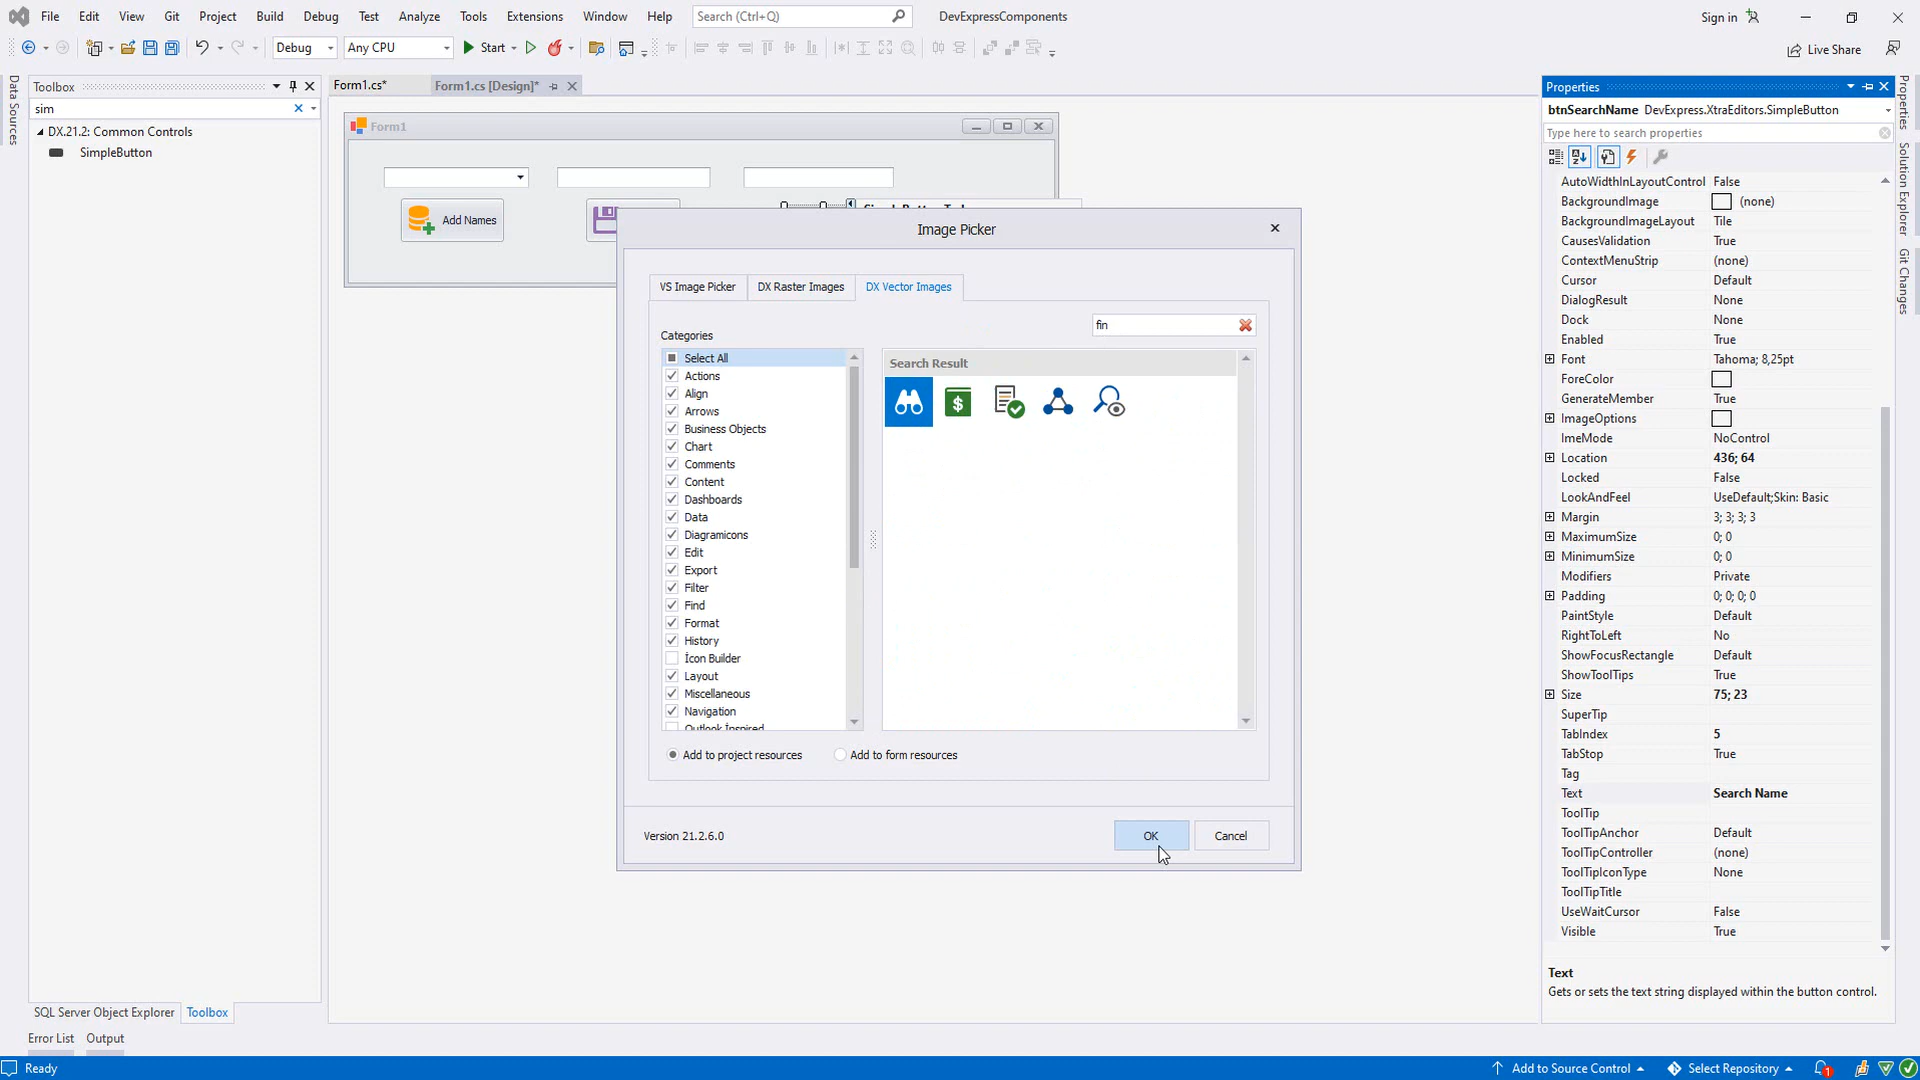 File Edit View Git Project Build Debug Test Analyze Tools Extensions Window Help Search (Ctrl+Q) DevExpressComponents Sign in
Debug Any CPU Start Live Share
Data Sources
Toolbox
sim
DX.21.2: Common Controls
SimpleButton
SQL Server Object Explorer Toolbox
Error List Output
Form1.cs* Form1.cs [Design]*
Form1
Add Names
Image Picker
VS Image Picker DX Raster Images DX Vector Images
fin
Categories
Select All
Actions
Align
Arrows
Business Objects
Chart
Comments
Content
Dashboards
Data
Diagramicons
Edit
Export
Filter
Find
Format
History
İcon Builder
Layout
Miscellaneous
Navigation
Outlook İnspired
Search Result
Add to project resources Add to form resources
Version 21.2.6.0 OK Cancel
Properties
btnSearchName DevExpress.XtraEditors.SimpleButton
Type here to search properties
AutoWidthInLayoutControl False
BackgroundImage (none)
BackgroundImageLayout Tile
CausesValidation True
ContextMenuStrip (none)
Cursor Default
DialogResult None
Dock None
Enabled True
Font Tahoma; 8,25pt
ForeColor
GenerateMember True
ImageOptions
ImeMode NoControl
Location 436; 64
Locked False
LookAndFeel UseDefault;Skin: Basic
Margin 3; 3; 3; 3
MaximumSize 0; 0
MinimumSize 0; 0
Modifiers Private
Padding 0; 0; 0; 0
PaintStyle Default
RightToLeft No
ShowFocusRectangle Default
ShowToolTips True
Size 75; 23
SuperTip
TabIndex 5
TabStop True
Tag
Text Search Name
ToolTip
ToolTipAnchor Default
ToolTipController (none)
ToolTipIconType None
ToolTipTitle
UseWaitCursor False
Visible True
Text
Gets or sets the text string displayed within the button control.
Properties
Solution Explorer
Git Changes
Ready Add to Source Control Select Repository 1